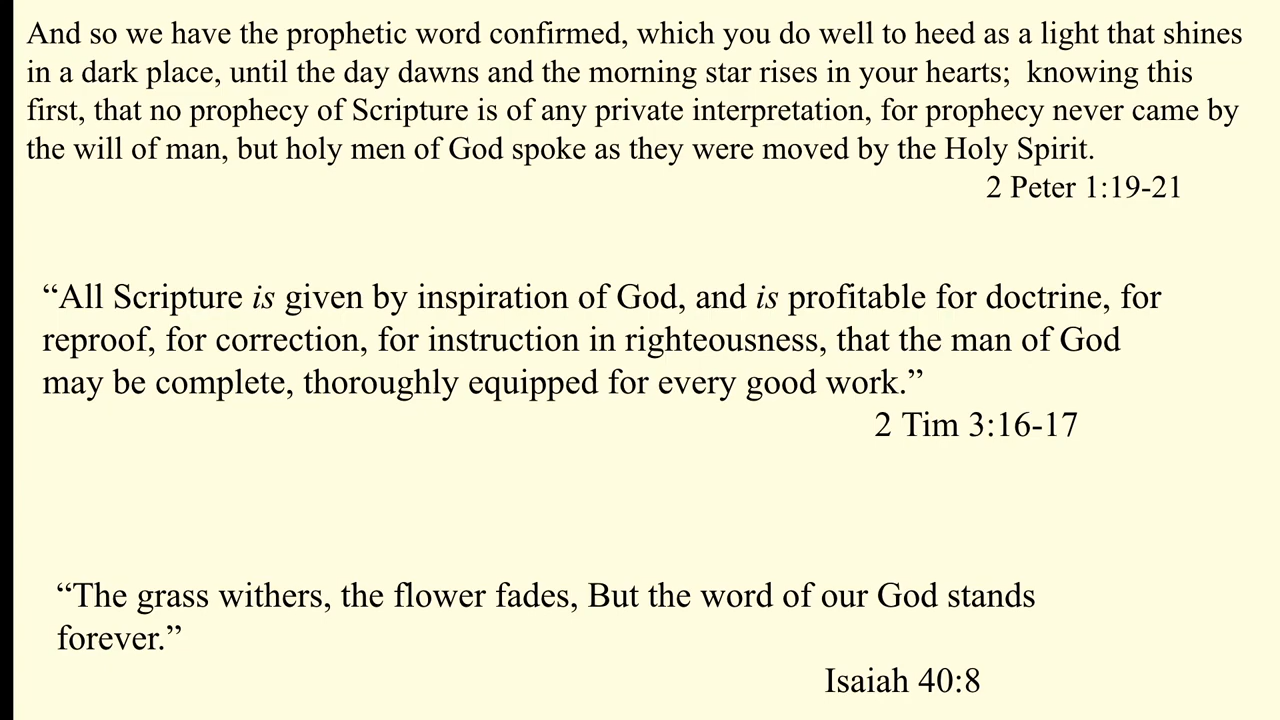 And so we have the prophetic word confirmed, which you do well to heed as a light that shines
in a dark place, until the day dawns and the morning star rises in your hearts;  knowing this
first, that no prophecy of Scripture is of any private interpretation, for prophecy never came by
the will of man, but holy men of God spoke as they were moved by the Holy Spirit.
2 Peter 1:19-21
“All Scripture is given by inspiration of God, and is profitable for doctrine, for
reproof, for correction, for instruction in righteousness, that the man of God
may be complete, thoroughly equipped for every good work.”
2 Tim 3:16-17
“The grass withers, the flower fades, But the word of our God stands
forever.”
Isaiah 40:8